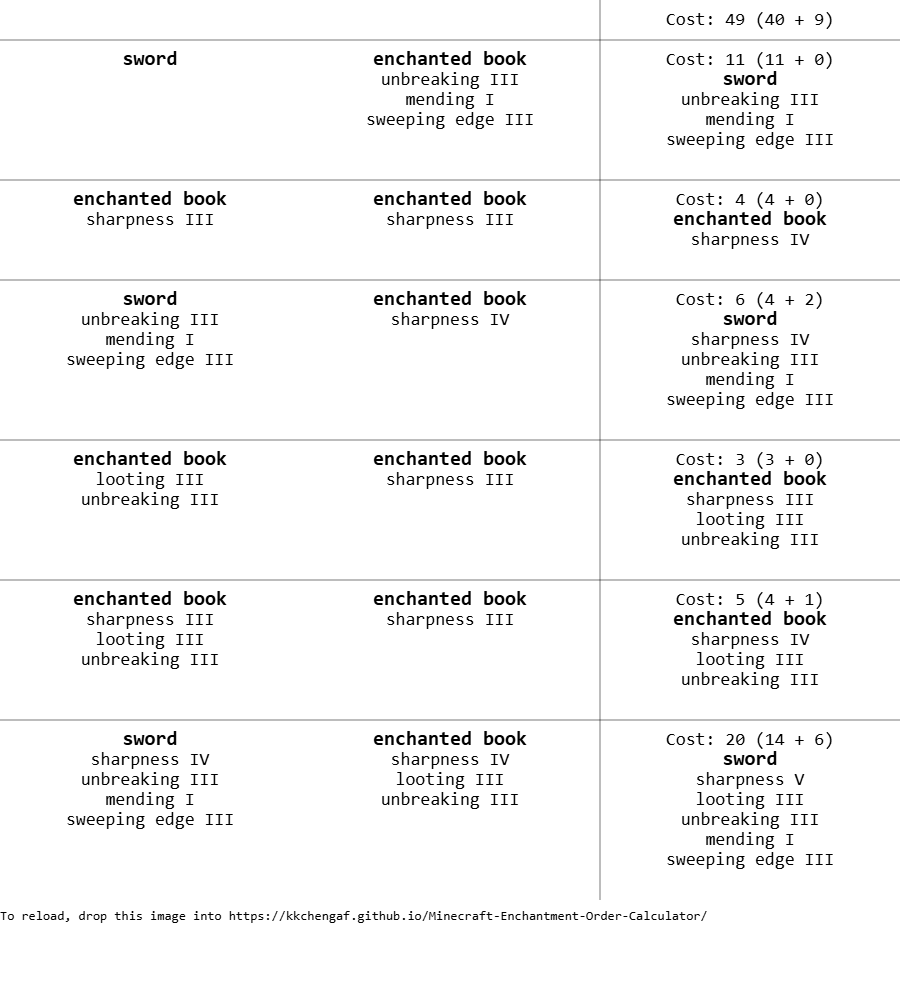 Cost: 49 (40 + 9)
sword
enchanted book
unbreaking III
mending I
sweeping edge III
Cost: 11 (11 + 0)
sword
unbreaking III
mending I
sweeping edge III
enchanted book
sharpness III
enchanted book
sharpness III
Cost: 4 (4 + 0)
enchanted book
sharpness IV
sword
unbreaking III
mending I
sweeping edge III
enchanted book
sharpness IV
Cost: 6 (4 + 2)
sword
sharpness IV
unbreaking III
mending I
sweeping edge III
enchanted book
looting III
unbreaking III
enchanted book
sharpness III
Cost: 3 (3 + 0)
enchanted book
sharpness III
looting III
unbreaking III
enchanted book
sharpness III
looting III
unbreaking III
enchanted book
sharpness III
Cost: 5 (4 + 1)
enchanted book
sharpness IV
looting III
unbreaking III
sword
sharpness IV
unbreaking III
mending I
sweeping edge III
enchanted book
sharpness IV
looting III
unbreaking III
Cost: 20 (14 + 6)
sword
sharpness V
looting III
unbreaking III
mending I
sweeping edge III
To reload, drop this image into https://kkchengaf.github.io/Minecraft-Enchantment-Order-Calculator/